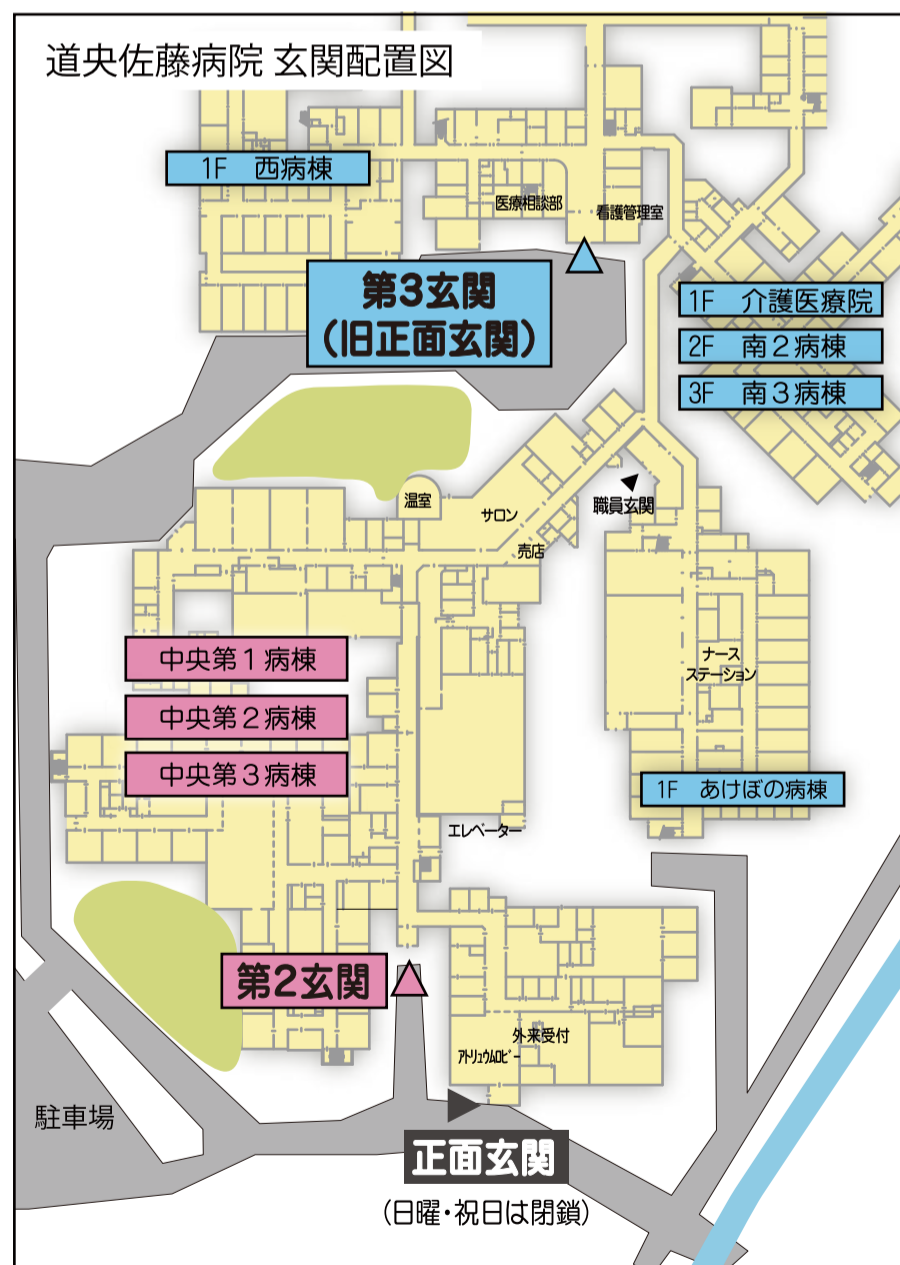 道央佐藤病院 玄関配置図
1F 西病棟
医療相談部
看護管理室
第3玄関
(旧正面玄関)
1F 介護医療院
2F 南2病棟
3F 南3病棟
温室
サロン
職員玄関
売店
中央第1病棟
中央第2病棟
中央第3病棟
ナース
ステーション
1F あけぼの病棟
エレベーター
第2玄関
外来受付
アトリュウムロビー
駐車場
正面玄関
(日曜・祝日は閉鎖)